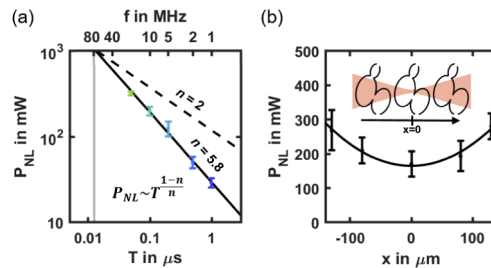 (a)
f in MHz
80 40 10 5 2 1
10³
10²
10
P_NL in mW
n=2
n=5.8
P_NL~T^(1-n)/n
0.01 0.1 1
T in μs
(b)
500
400
300
200
100
0
P_NL in mW
x=0
-100 0 100
x in μm